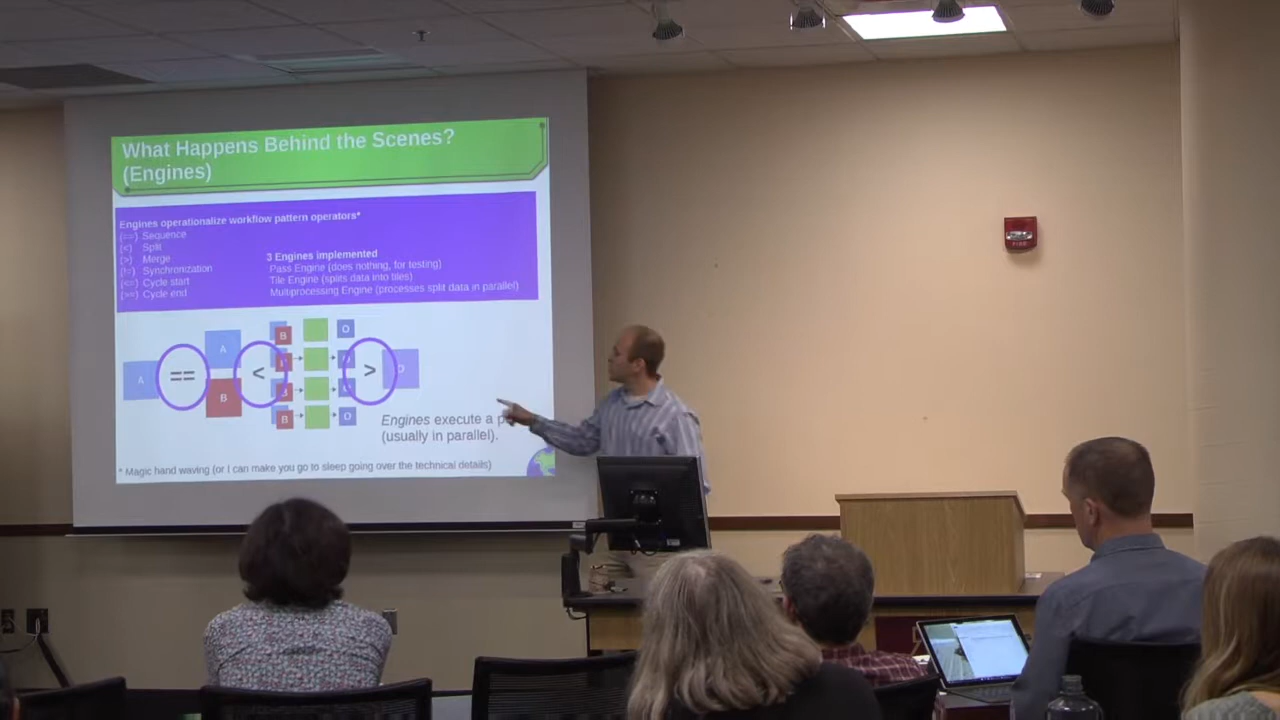 What Happens Behind the Scenes?
(Engines)
Engines operationalize workflow pattern operators*
(==) Sequence
(<) Split
(>) Merge
(!=) Synchronization
(<=) Cycle start
(>=) Cycle end
3 Engines implemented
Pass Engine (does nothing, for testing)
Tile Engine (splits data into tiles)
Multiprocessing Engine (processes split data in parallel)
A
==
A
B
<
B
B
B
O
O
>
O
Engines execute a
(usually in parallel).
* Magic hand waving (or I can make you go to sleep going over the technical details)
FIRE